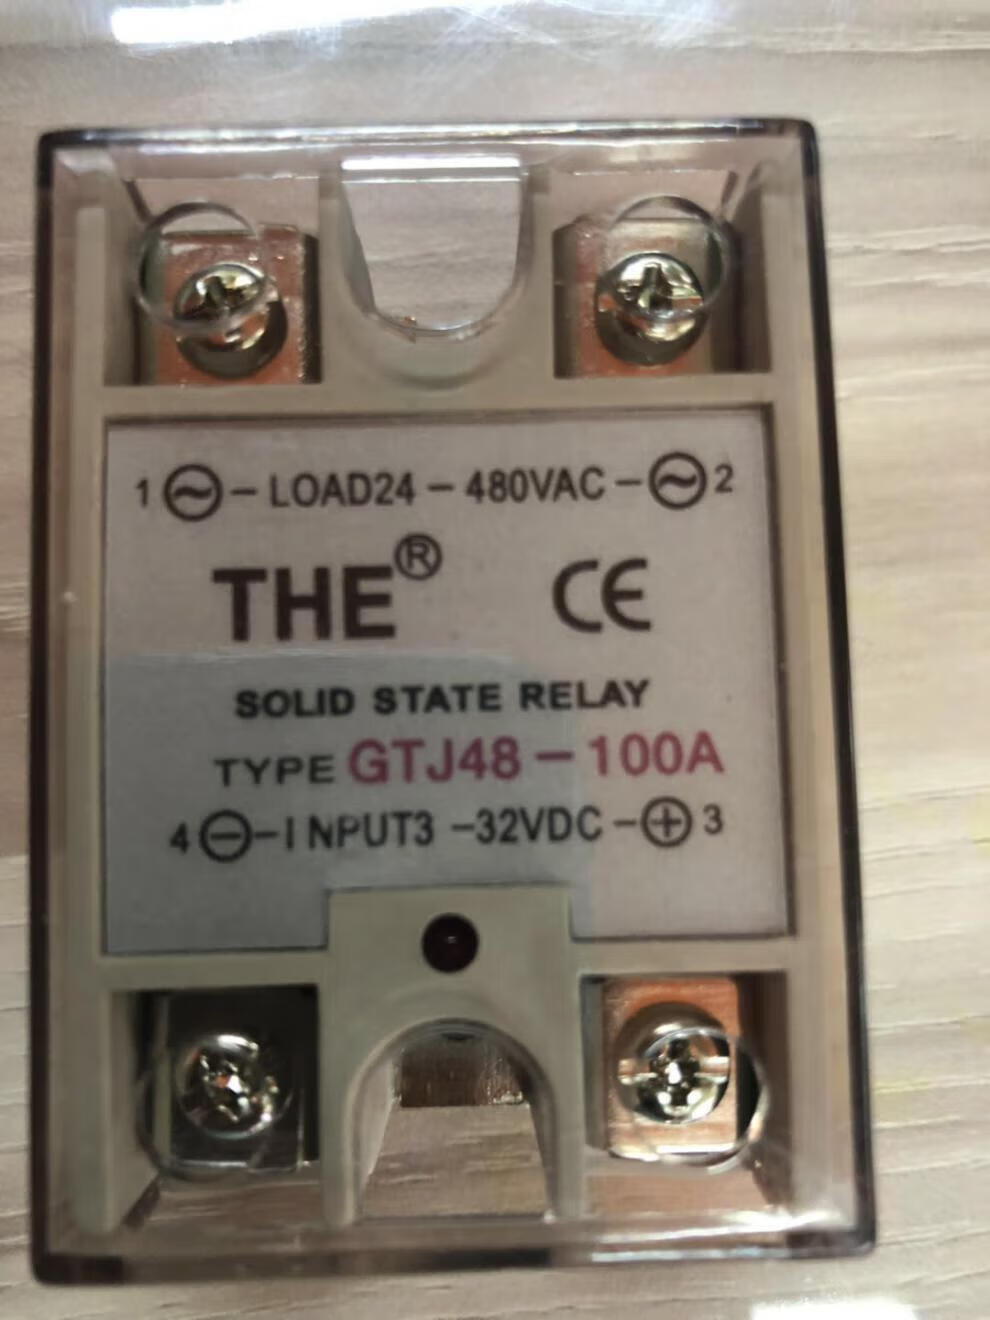 1 ~ - LOAD24 - 480VAC - ~ 2
THE® CE
SOLID STATE RELAY
TYPE GTJ48-100A
4 ⊖-INPUT3 -32VDC -⊕ 3